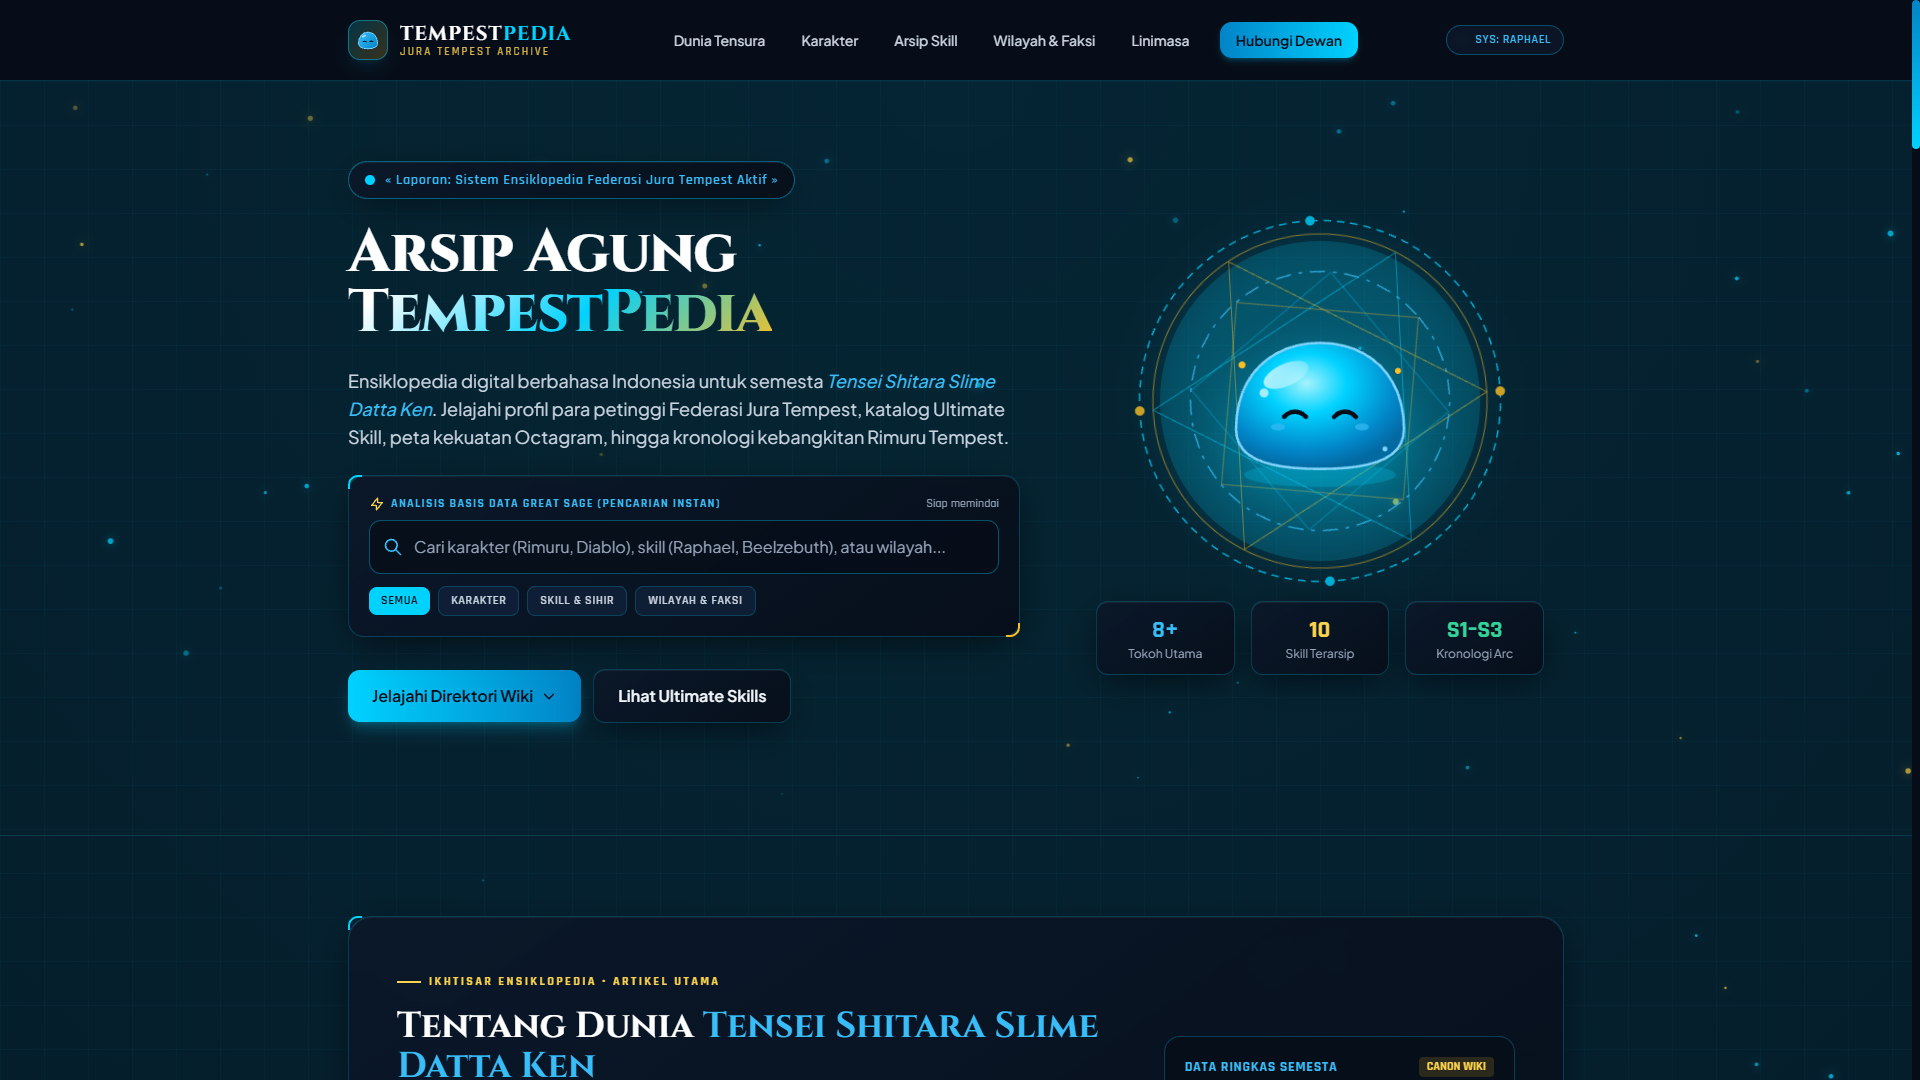 TEMPESTPEDIA
JURA TEMPEST ARCHIVE
Dunia Tensura
Karakter
Arsip Skill
Wilayah & Faksi
Linimasa
Hubungi Dewan
SYS: RAPHAEL
« Laporan: Sistem Ensiklopedia Federasi Jura Tempest Aktif »
ARSIP AGUNG
TEMPESTPEDIA
Ensiklopedia digital berbahasa Indonesia untuk semesta Tensei Shitara Slime
Datta Ken. Jelajahi profil para petinggi Federasi Jura Tempest, katalog Ultimate
Skill, peta kekuatan Octagram, hingga kronologi kebangkitan Rimuru Tempest.
ANALISIS BASIS DATA GREAT SAGE (PENCARIAN INSTAN)
Siap memindai
Cari karakter (Rimuru, Diablo), skill (Raphael, Beelzebuth), atau wilayah...
SEMUA
KARAKTER
SKILL & SIHIR
WILAYAH & FAKSI
Jelajahi Direktori Wiki
Lihat Ultimate Skills
8+
Tokoh Utama
10
Skill Terarsip
S1-S3
Kronologi Arc
IKHTISAR ENSIKLOPEDIA • ARTIKEL UTAMA
TENTANG DUNIA TENSEI SHITARA SLIME
DATTA KEN
DATA RINGKAS SEMESTA
CANON WIKI